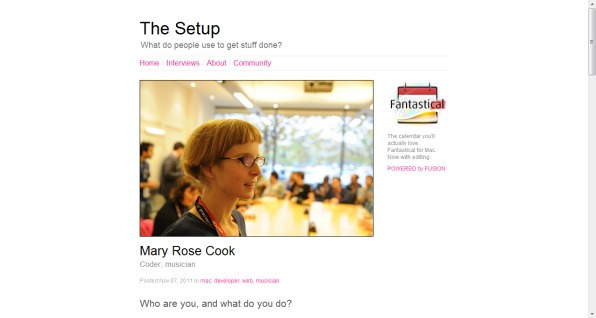 The Setup
What do people use to get stuff done?
Home Interviews About Community
Fantastical
The calendar you'll
actually love.
Fantastical for Mac.
Now with editing.
POWERED by FUSION
Mary Rose Cook
Coder, musician
Posted Nov 07, 2011 in mac, developer, web, musician
Who are you, and what do you do?